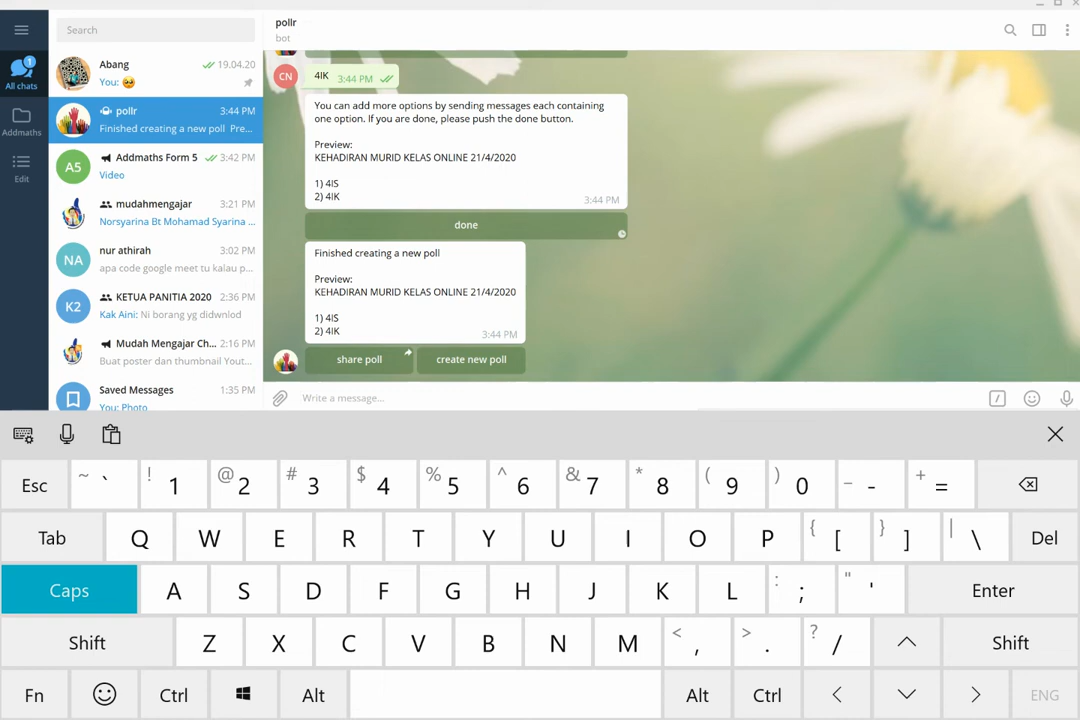 Search
pollr
bot
1
All chats
Addmaths
Edit
Abang
19.04.20
You: 🥺
pollr
3:44 PM
Finished creating a new poll Pre...
A5
Addmaths Form 5
3:42 PM
Video
mudahmengajar
3:21 PM
Norsyarina Bt Mohamad Syarina ...
NA
nur athirah
3:02 PM
apa code google meet tu kalau p...
K2
KETUA PANITIA 2020
2:36 PM
Kak Aini: Ni borang yg didwnlod
Mudah Mengajar Ch...
2:16 PM
Buat poster dan thumbnail Yout...
Saved Messages
1:35 PM
You: Photo
CN
4IK
3:44 PM
You can add more options by sending messages each containing
one option. If you are done, please push the done button.
Preview:
KEHADIRAN MURID KELAS ONLINE 21/4/2020
1) 4IS
2) 4IK
3:44 PM
done
Finished creating a new poll
Preview:
KEHADIRAN MURID KELAS ONLINE 21/4/2020
1) 4IS
2) 4IK
3:44 PM
share poll
create new poll
Write a message...
Esc ~ ` ! 1 @ 2 # 3 $ 4 % 5 ^ 6 & 7 * 8 ( 9 ) 0 _ - + =
Tab Q W E R T Y U I O P { [ } ] | \ Del
Caps A S D F G H J K L : ; " ' Enter
Shift Z X C V B N M < , > . ? / Shift
Fn Ctrl Alt Alt Ctrl ENG